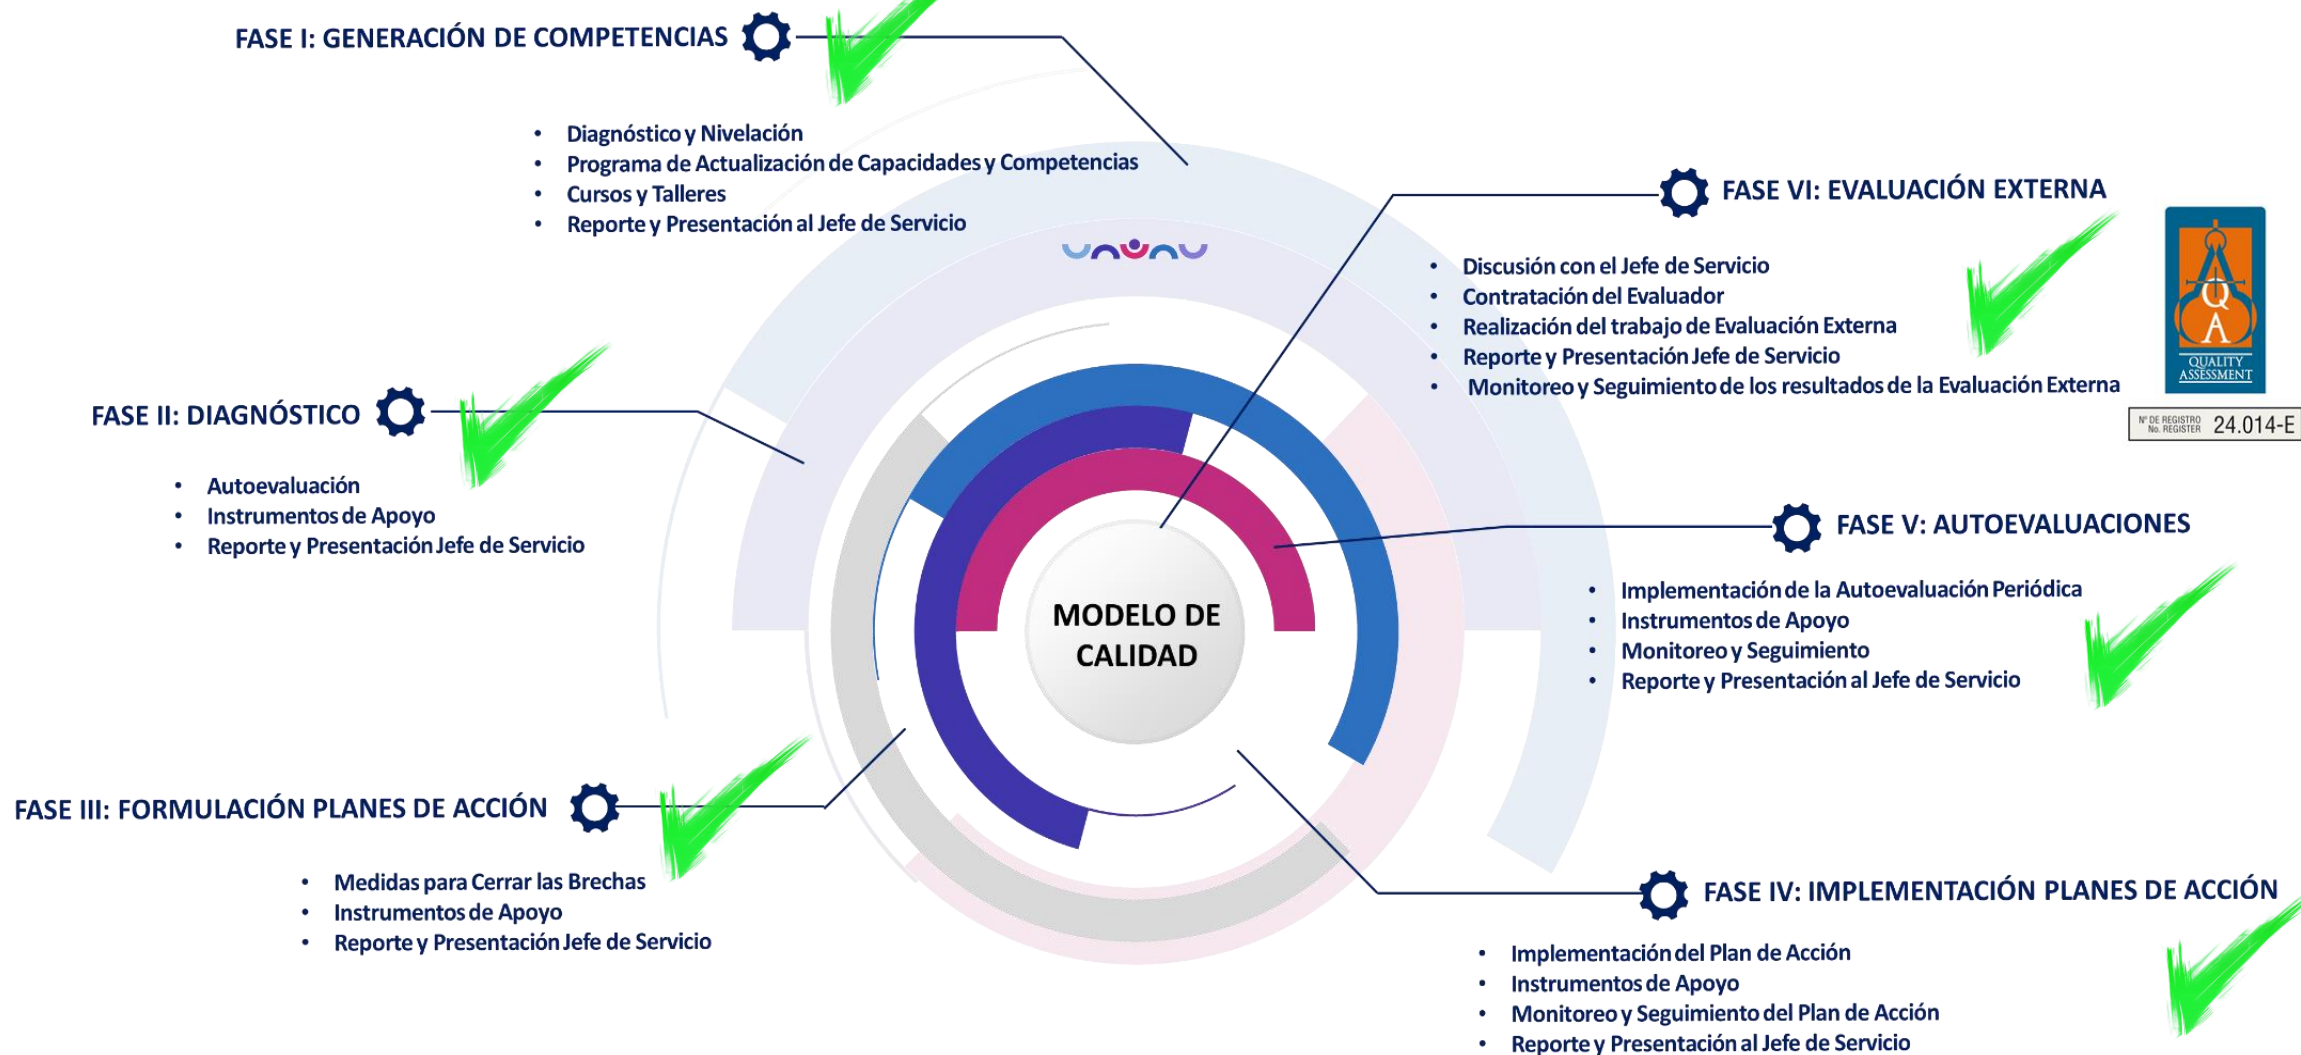 FASE I: GENERACIÓN DE COMPETENCIAS
• Diagnóstico y Nivelación
• Programa de Actualización de Capacidades y Competencias
• Cursos y Talleres
• Reporte y Presentación al Jefe de Servicio
FASE II: DIAGNÓSTICO
• Autoevaluación
• Instrumentos de Apoyo
• Reporte y Presentación Jefe de Servicio
FASE III: FORMULACIÓN PLANES DE ACCIÓN
• Medidas para Cerrar las Brechas
• Instrumentos de Apoyo
• Reporte y Presentación Jefe de Servicio
MODELO DE
CALIDAD
FASE VI: EVALUACIÓN EXTERNA
• Discusión con el Jefe de Servicio
• Contratación del Evaluador
• Realización del trabajo de Evaluación Externa
• Reporte y Presentación Jefe de Servicio
• Monitoreo y Seguimiento de los resultados de la Evaluación Externa
Q
A
QUALITY
ASSESSMENT
Nº DE REGISTRO
No. REGISTER
24.014-E
FASE V: AUTOEVALUACIONES
• Implementación de la Autoevaluación Periódica
• Instrumentos de Apoyo
• Monitoreo y Seguimiento
• Reporte y Presentación al Jefe de Servicio
FASE IV: IMPLEMENTACIÓN PLANES DE ACCIÓN
• Implementación del Plan de Acción
• Instrumentos de Apoyo
• Monitoreo y Seguimiento del Plan de Acción
• Reporte y Presentación al Jefe de Servicio